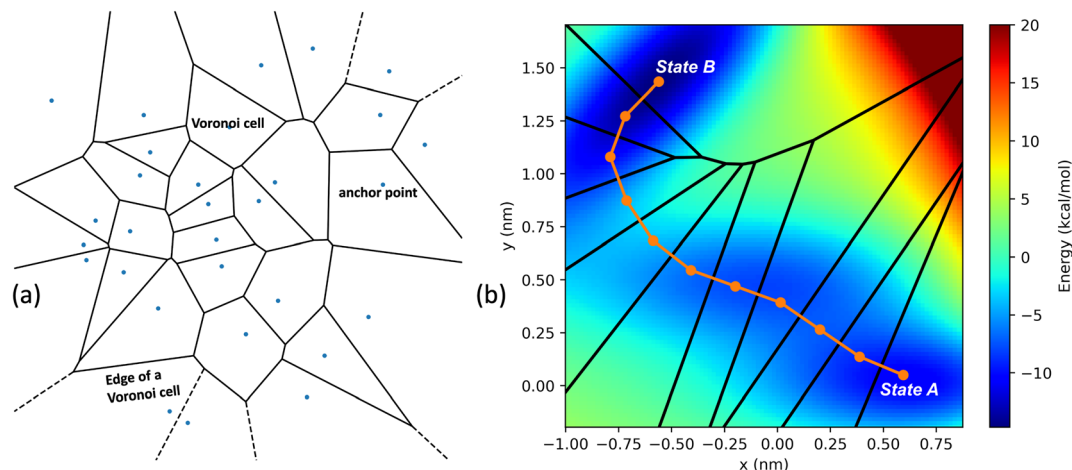 Voronoi cell
anchor point
(a)
Edge of a
Voronoi cell
(b)
State B
State A
1.50
1.25
1.00
0.75
0.50
0.25
0.00
y (nm)
−1.00 −0.75 −0.50 −0.25 0.00 0.25 0.50 0.75
x (nm)
20
15
10
5
0
−5
−10
Energy (kcal/mol)